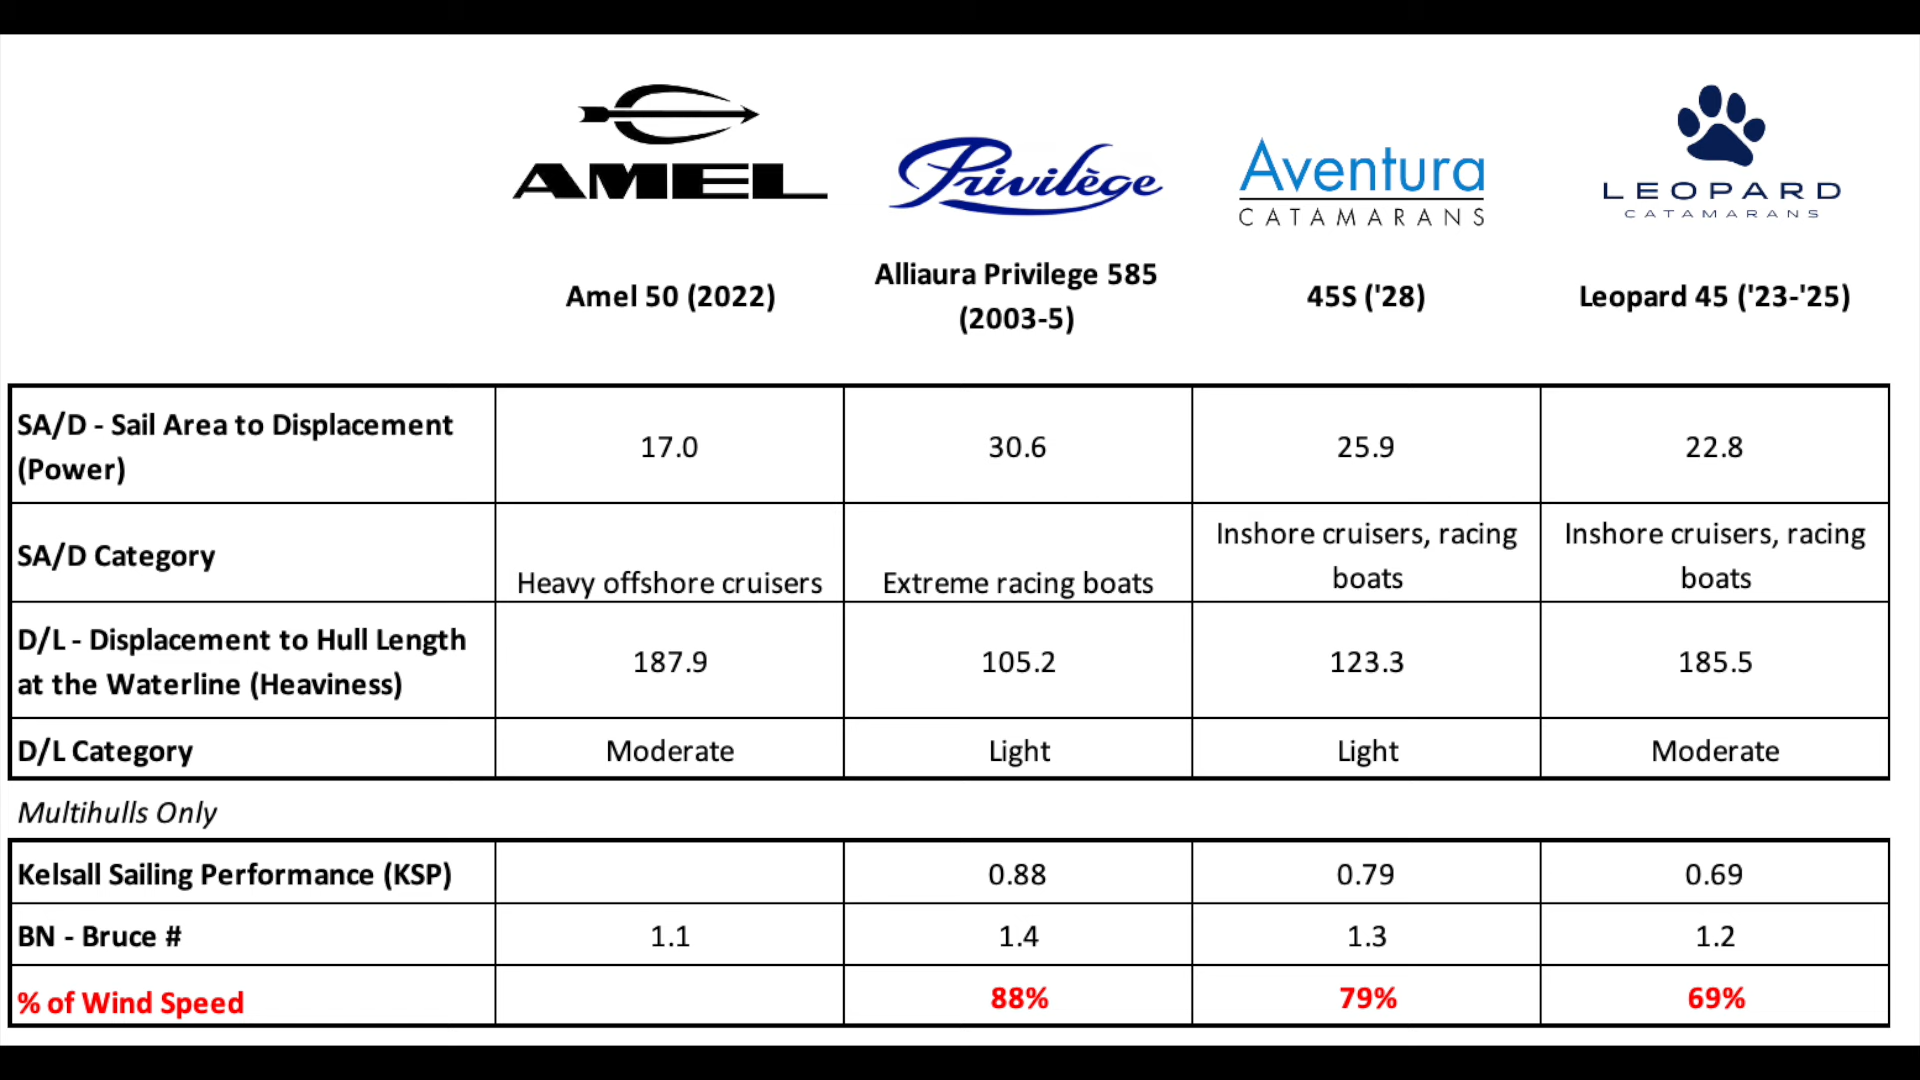 AMEL
Privilège
Aventura
CATAMARANS
LEOPARD
CATAMARANS
Amel 50 (2022)
Alliaura Privilege 585
(2003-5)
45S ('28)
Leopard 45 ('23-'25)
SA/D - Sail Area to Displacement
(Power)
17.0
30.6
25.9
22.8
SA/D Category
Heavy offshore cruisers
Extreme racing boats
Inshore cruisers, racing
boats
Inshore cruisers, racing
boats
D/L - Displacement to Hull Length
at the Waterline (Heaviness)
187.9
105.2
123.3
185.5
D/L Category
Moderate
Light
Light
Moderate
Multihulls Only
Kelsall Sailing Performance (KSP)
0.88
0.79
0.69
BN - Bruce #
1.1
1.4
1.3
1.2
% of Wind Speed
88%
79%
69%